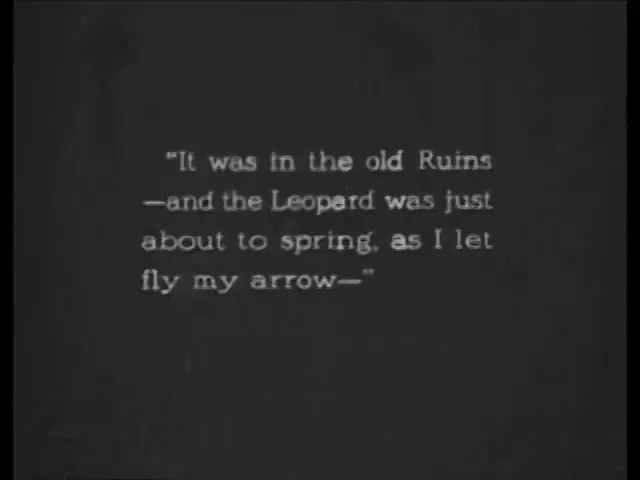 "It was in the old Ruins
—and the Leopard was just
about to spring, as I let
fly my arrow—"